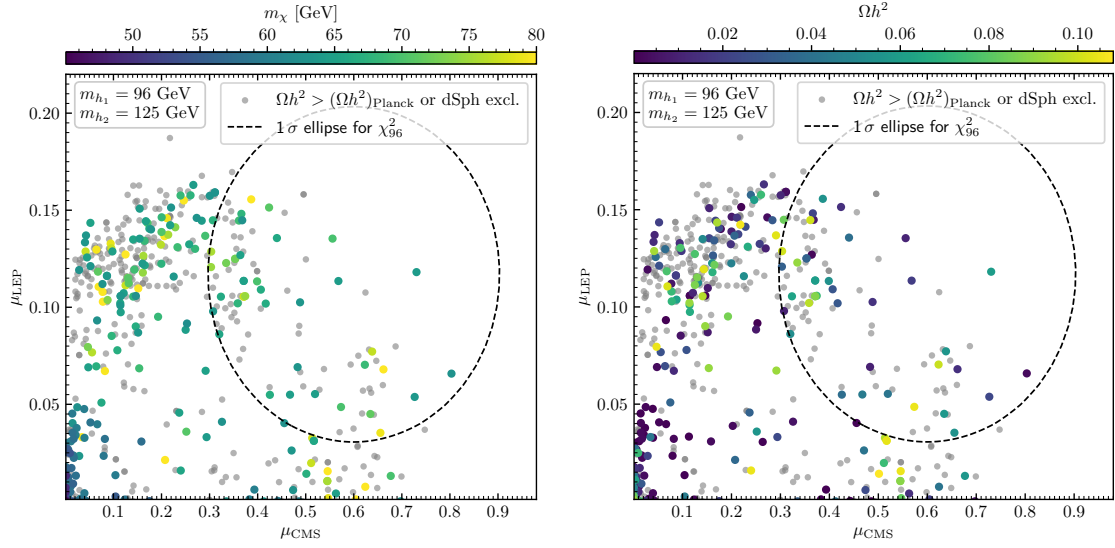 m_χ [GeV]
50 55 60 65 70 75 80
m_{h_1} = 96 GeV
m_{h_2} = 125 GeV
Ωh² > (Ωh²)_Planck or dSph excl.
1σ ellipse for χ²_96
μ_LEP
0.20
0.15
0.10
0.05
0.1 0.2 0.3 0.4 0.5 0.6 0.7 0.8 0.9
μ_CMS
Ωh²
0.02 0.04 0.06 0.08 0.10
m_{h_1} = 96 GeV
m_{h_2} = 125 GeV
Ωh² > (Ωh²)_Planck or dSph excl.
1σ ellipse for χ²_96
μ_LEP
0.20
0.15
0.10
0.05
0.1 0.2 0.3 0.4 0.5 0.6 0.7 0.8 0.9
μ_CMS